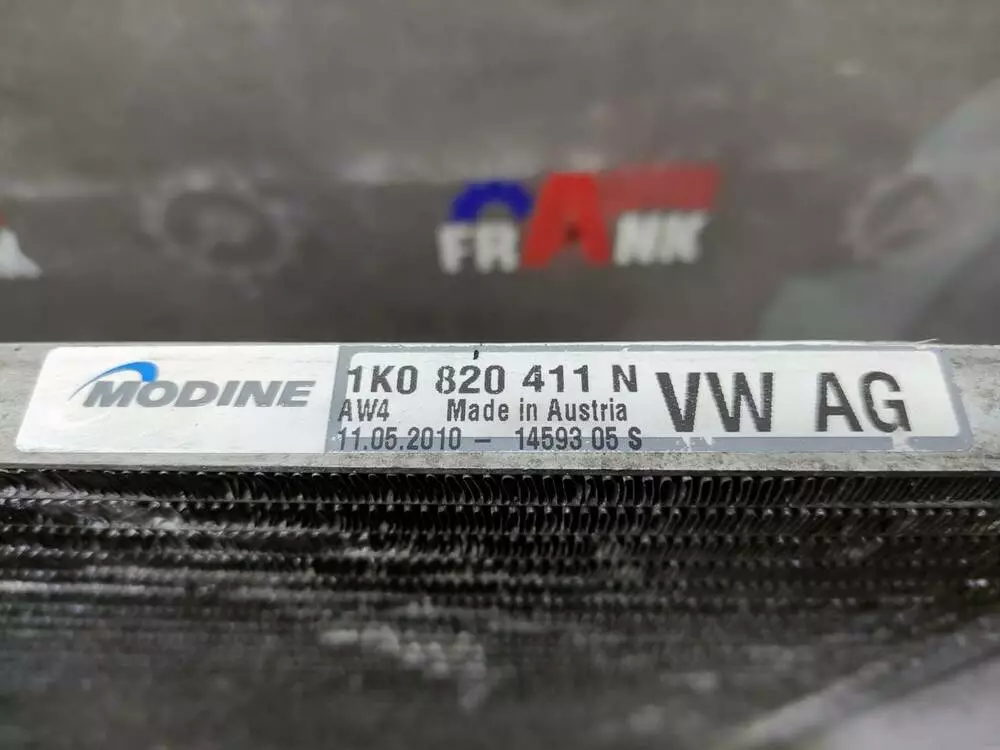 FRANK
MODINE
1K0 820 411 N
AW4 Made in Austria
11.05.2010 - 14593 05 S
VW AG